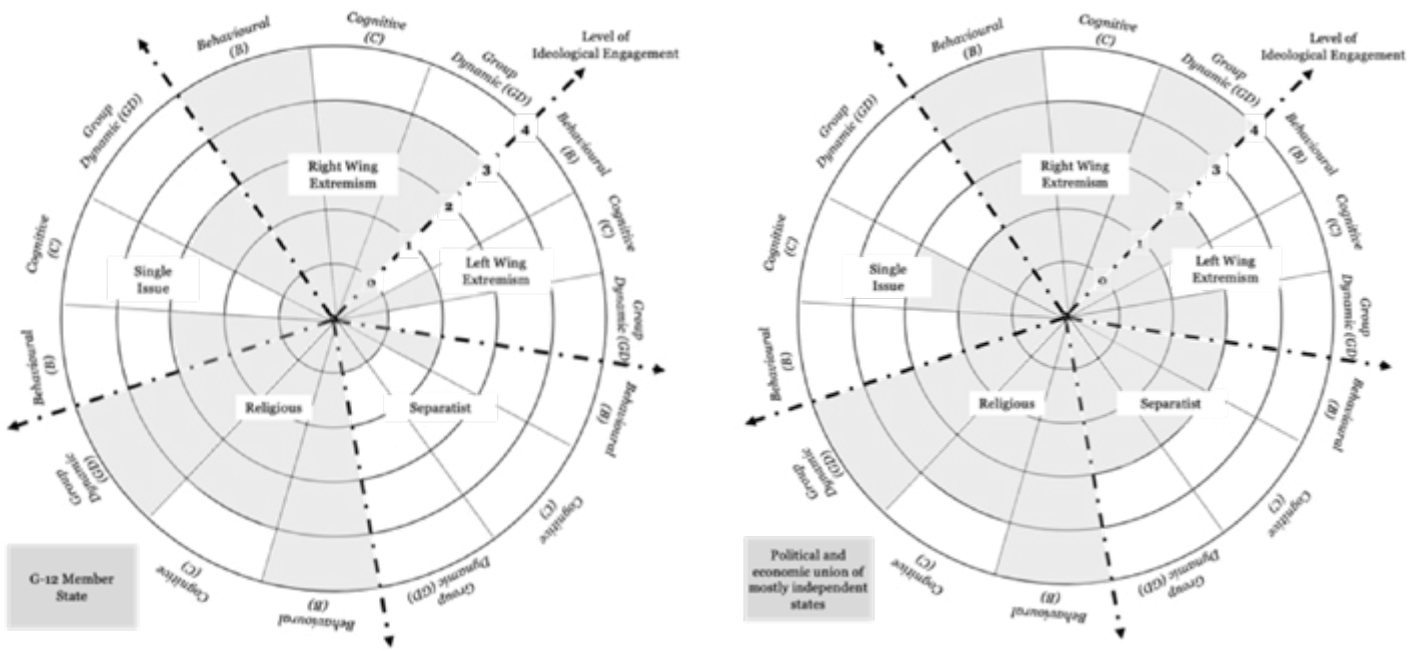 Behavioural
(B)
Cognitive
(C)
Group
Dynamic (GD)
Level of
Ideological Engagement
Behavioural
(B)
Cognitive
(C)
Group
Dynamic (GD)
Behavioural
(B)
Cognitive
(C)
Group
Dynamic (GD)
Behavioural
(B)
Cognitive
(C)
Group
Dynamic
(GD)
Behavioural
(B)
Cognitive
(C)
Group
Dynamic (GD)
4
3
2
1
0
Right Wing
Extremism
Left Wing
Extremism
Single
Issue
Religious
Separatist
G-12 Member
State
Behavioural
(B)
Cognitive
(C)
Group
Dynamic (GD)
Level of
Ideological Engagement
Behavioural
(B)
Cognitive
(C)
Group
Dynamic (GD)
Behavioural
(B)
Cognitive
(C)
Group
Dynamic (GD)
Behavioural
(B)
Cognitive
(C)
Group
Dynamic
(GD)
Behavioural
(B)
Cognitive
(C)
Group
Dynamic (GD)
4
3
2
1
0
Right Wing
Extremism
Left Wing
Extremism
Single
Issue
Religious
Separatist
Political and
economic union of
mostly independent
states